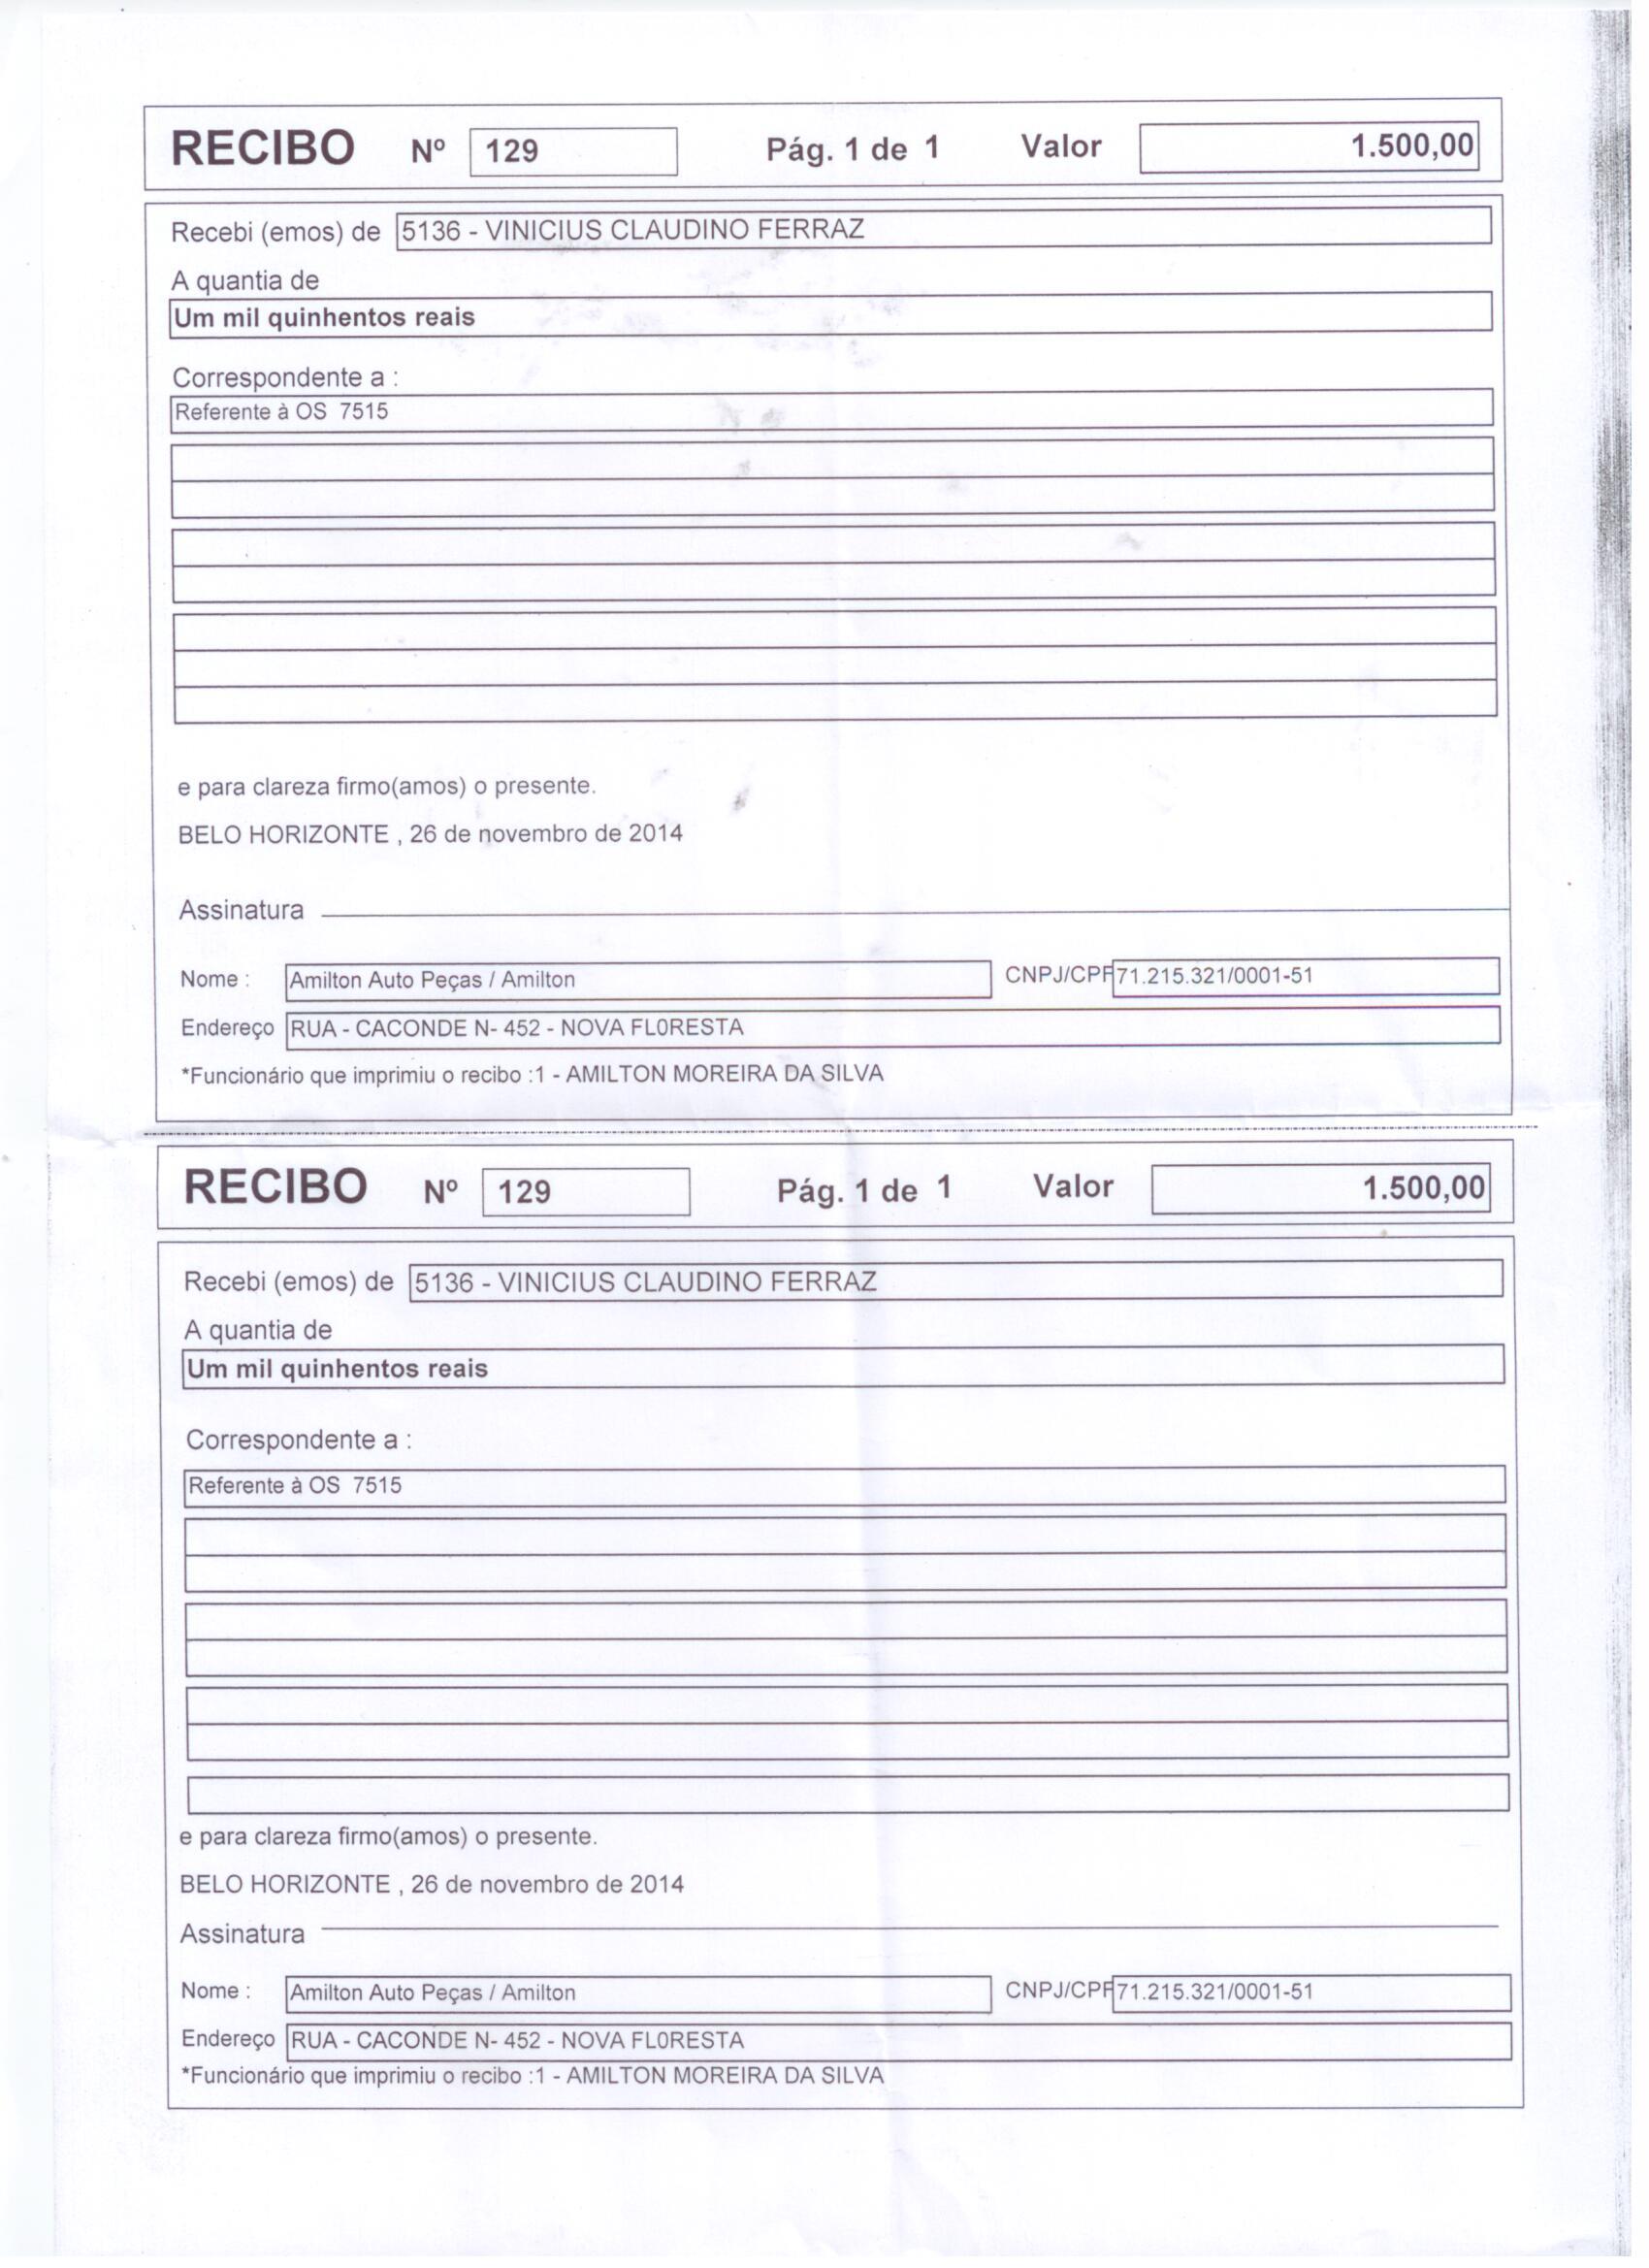 RECIBO Nº 129 Pág. 1 de 1 Valor 1.500,00
Recebi (emos) de 5136 - VINICIUS CLAUDINO FERRAZ
A quantia de
Um mil quinhentos reais
Correspondente a :
Referente à OS 7515
e para clareza firmo(amos) o presente.
BELO HORIZONTE , 26 de novembro de 2014
Assinatura
Nome : Amilton Auto Peças / Amilton CNPJ/CPF 71.215.321/0001-51
Endereço RUA - CACONDE N- 452 - NOVA FL0RESTA
*Funcionário que imprimiu o recibo :1 - AMILTON MOREIRA DA SILVA
RECIBO Nº 129 Pág. 1 de 1 Valor 1.500,00
Recebi (emos) de 5136 - VINICIUS CLAUDINO FERRAZ
A quantia de
Um mil quinhentos reais
Correspondente a :
Referente à OS 7515
e para clareza firmo(amos) o presente.
BELO HORIZONTE , 26 de novembro de 2014
Assinatura
Nome : Amilton Auto Peças / Amilton CNPJ/CPF 71.215.321/0001-51
Endereço RUA - CACONDE N- 452 - NOVA FL0RESTA
*Funcionário que imprimiu o recibo :1 - AMILTON MOREIRA DA SILVA